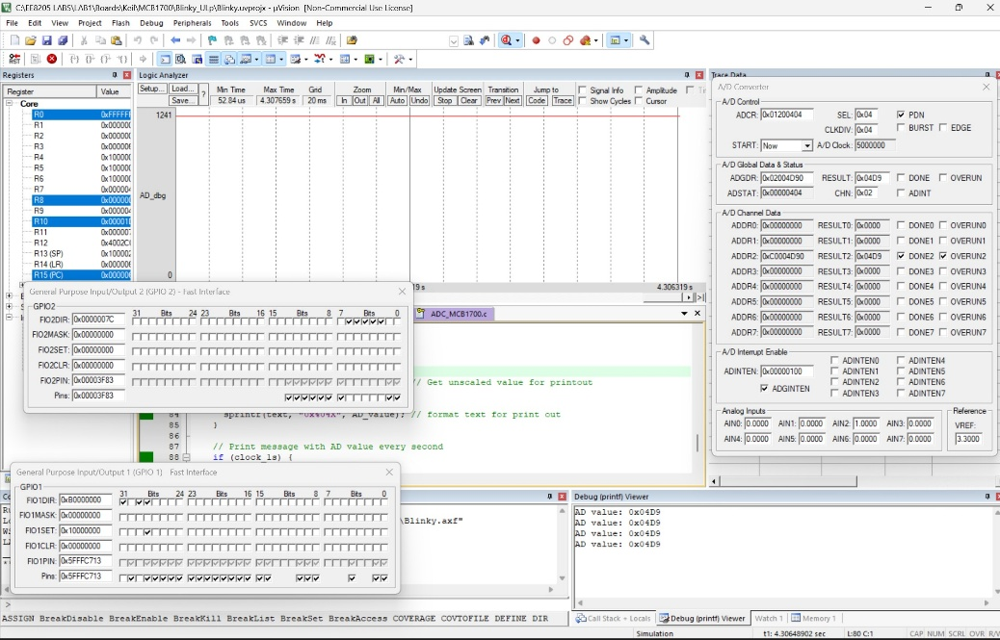 C:\EE8205 LABS\LAB1\Boards\Keil\MCB1700\Blinky_ULp\Blinky.uvprojx - µVision [Non-Commercial Use License]
File Edit View Project Flash Debug Peripherals Tools SVCS Window Help
Registers
Register Value
Core
R0
R1
R2
R3
R4
R5
R6
R7
R8
R9
R10
R11
R12
R13 (SP)
R14 (LR)
R15 (PC)
Logic Analyzer
Setup... Load... Min Time Max Time Grid Zoom Min/Max Update Screen Transition Jump to Signal Info Amplitude
Save... ? 52.84 us 4.307659 s 20 ms In Out All Auto Undo Stop Clear Prev Next Code Trace Show Cycles Cursor
1241
AD_dbg
0
4.306319 s
Trace Data
A/D Converter
A/D Control
ADCR: 0x01200404 SEL: 0x04 PDN
CLKDIV: 0x04 BURST EDGE
START: Now A/D Clock: 5000000
A/D Global Data & Status
ADGDR: 0x02004D90 RESULT: 0x04D9 DONE OVERUN
ADSTAT: 0x00000404 CHN: 0x02 ADINT
A/D Channel Data
ADDR0: 0x00000000 RESULT0: 0x0000 DONE0 OVERUN0
ADDR1: 0x00000000 RESULT1: 0x0000 DONE1 OVERUN1
ADDR2: 0xC0004D90 RESULT2: 0x04D9 DONE2 OVERUN2
ADDR3: 0x00000000 RESULT3: 0x0000 DONE3 OVERUN3
ADDR4: 0x00000000 RESULT4: 0x0000 DONE4 OVERUN4
ADDR5: 0x00000000 RESULT5: 0x0000 DONE5 OVERUN5
ADDR6: 0x00000000 RESULT6: 0x0000 DONE6 OVERUN6
ADDR7: 0x00000000 RESULT7: 0x0000 DONE7 OVERUN7
A/D Interrupt Enable
ADINTEN: 0x00000100 ADINTEN0 ADINTEN4
ADINTEN1 ADINTEN5
ADGINTEN ADINTEN2 ADINTEN6
ADINTEN3 ADINTEN7
Analog Inputs Reference
AIN0: 0.0000 AIN1: 0.0000 AIN2: 1.0000 AIN3: 0.0000 VREF:
AIN4: 0.0000 AIN5: 0.0000 AIN6: 0.0000 AIN7: 0.0000 3.3000
General Purpose Input/Output 2 (GPIO 2) - Fast Interface
GPIO2
31 Bits 24 23 Bits 16 15 Bits 8 7 Bits 0
FIO2DIR: 0x0000007C
FIO2MASK: 0x00000000
FIO2SET: 0x00000000
FIO2CLR: 0x00000000
FIO2PIN: 0x00003F83
Pins: 0x00003F83
ADC_MCB1700.c
// Get unscaled value for printout
84 sprintf(text, "0x%04X", AD_value); // format text for print out
85 }
86
87 // Print message with AD value every second
88 if (clock_1s) {
General Purpose Input/Output 1 (GPIO 1) Fast Interface
GPIO1
31 Bits 24 23 Bits 16 15 Bits 8 7 Bits 0
FIO1DIR: 0xB0000000
FIO1MASK: 0x00000000
FIO1SET: 0x10000000
FIO1CLR: 0x00000000
FIO1PIN: 0x5FFFC713
Pins: 0x5FFFC713
\Blinky.axf"
>
ASSIGN BreakDisable BreakEnable BreakKill BreakList BreakSet BreakAccess COVERAGE COVTOFILE DEFINE DIR
Debug (printf) Viewer
AD value: 0x04D9
AD value: 0x04D9
AD value: 0x04D9
AD value: 0x04D9
Call Stack + Locals Debug (printf) Viewer Watch 1 Memory 1
Simulation t1: 4.30648902 sec L:80 C:1 CAP NUM SCRL OVR R/W